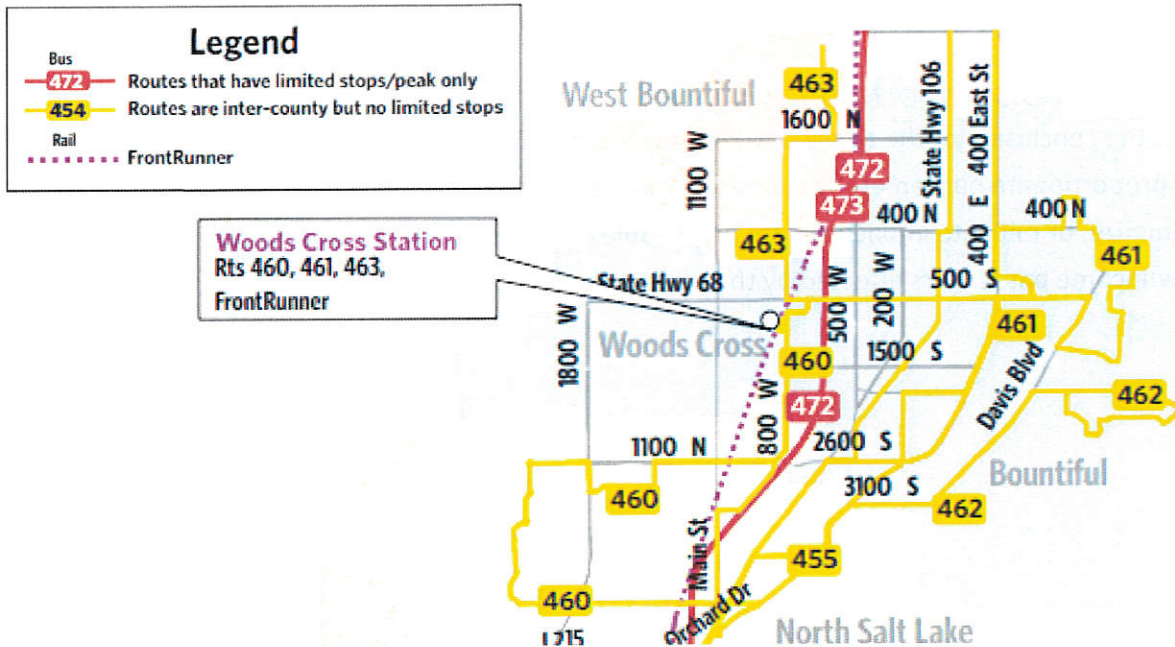 Legend
Bus
472 Routes that have limited stops/peak only
454 Routes are inter-county but no limited stops
Rail
FrontRunner
Woods Cross Station
Rts 460, 461, 463,
FrontRunner
West Bountiful
463
1600 N
1100 W
State Hwy 106
400 East St
472
473
400 N
400 E
400 N
463
461
State Hwy 68
500 W
200 W
500 S
1800 W
Woods Cross
461
460
1500 S
Davis Blvd
800 W
472
462
1100 N
2600 S
Bountiful
460
3100 S
462
Main St
455
460
Orchard Dr
I 215
North Salt Lake